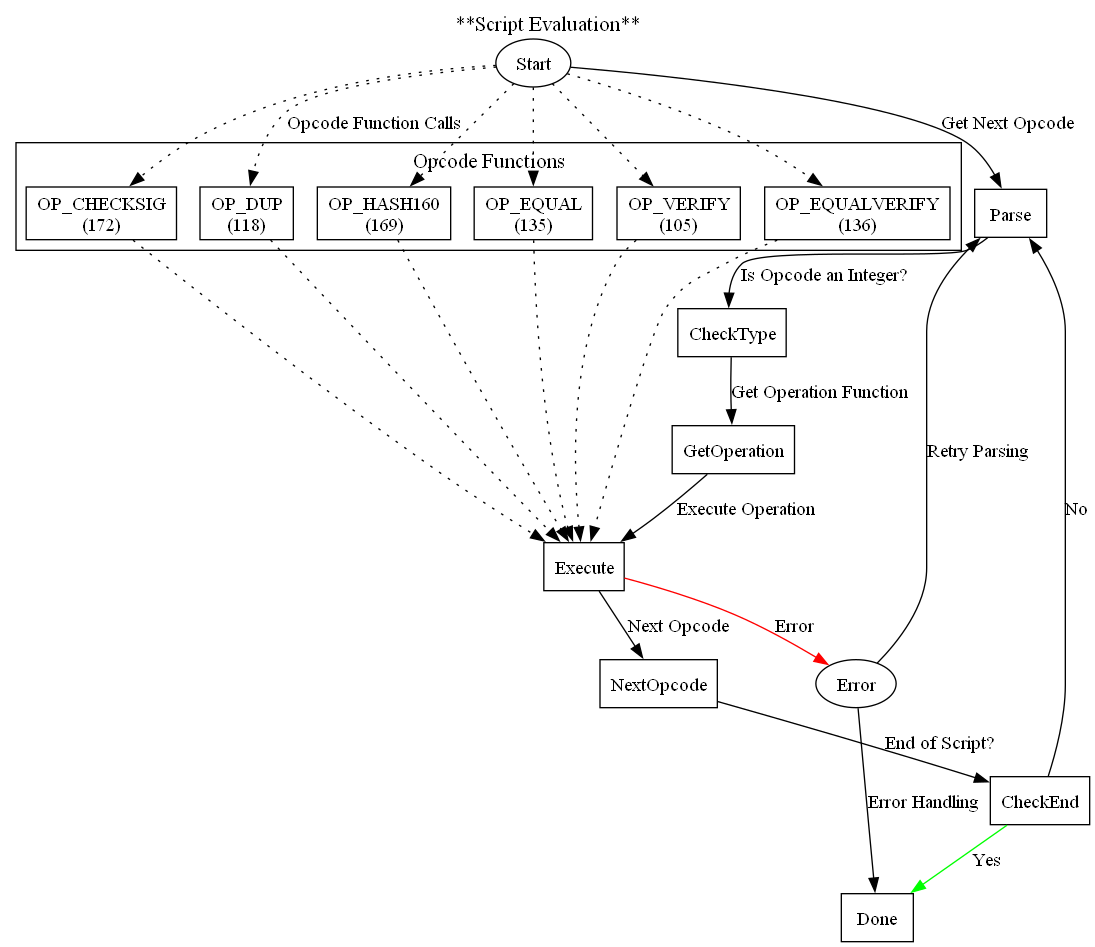 **Script Evaluation**
Start
Opcode Function Calls
Get Next Opcode
Opcode Functions
OP_CHECKSIG
(172)
OP_DUP
(118)
OP_HASH160
(169)
OP_EQUAL
(135)
OP_VERIFY
(105)
OP_EQUALVERIFY
(136)
Parse
Is Opcode an Integer?
CheckType
Get Operation Function
GetOperation
Retry Parsing
Execute Operation
No
Execute
Next Opcode
Error
NextOpcode
Error
End of Script?
CheckEnd
Error Handling
Yes
Done